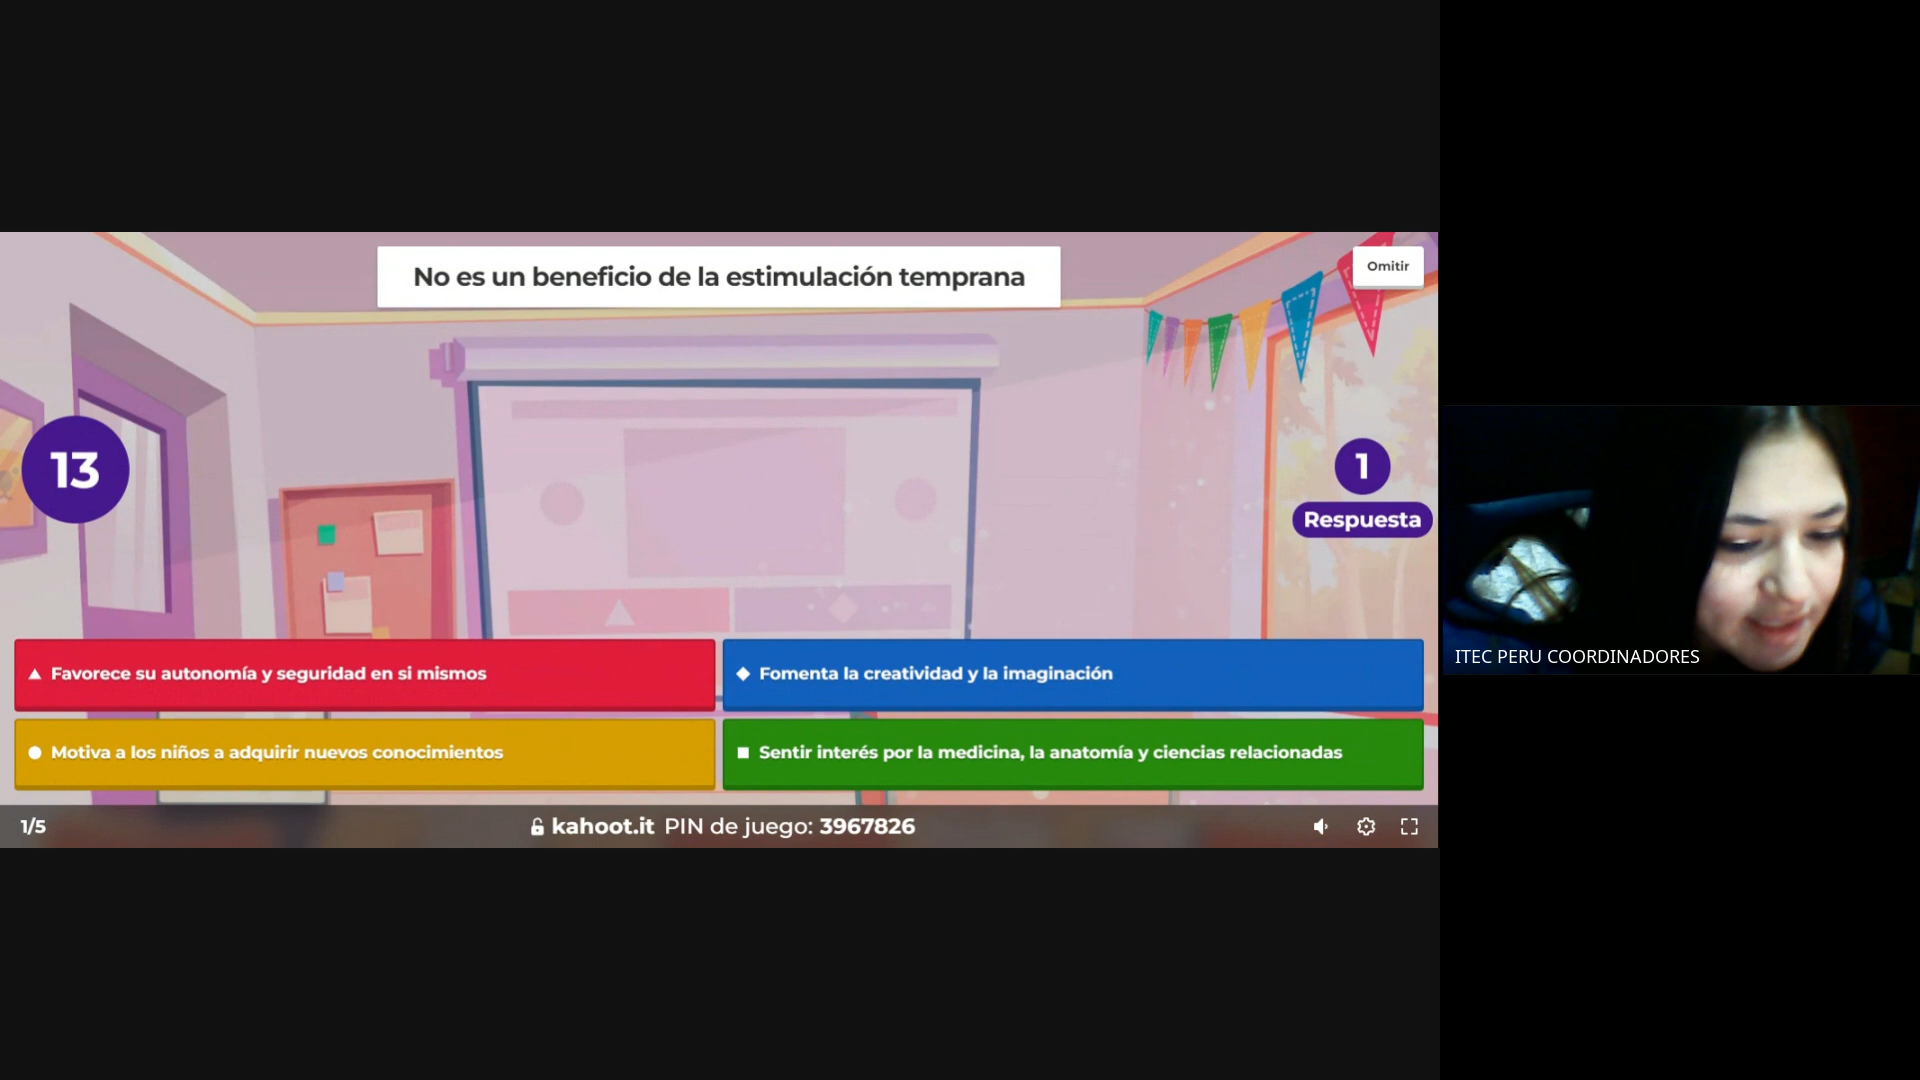 No es un beneficio de la estimulación temprana
Omitir
13
1
Respuesta
Favorece su autonomía y seguridad en si mismos
Fomenta la creatividad y la imaginación
Motiva a los niños a adquirir nuevos conocimientos
Sentir interés por la medicina, la anatomía y ciencias relacionadas
1/5
kahoot.it PIN de juego: 3967826
ITEC PERU COORDINADORES